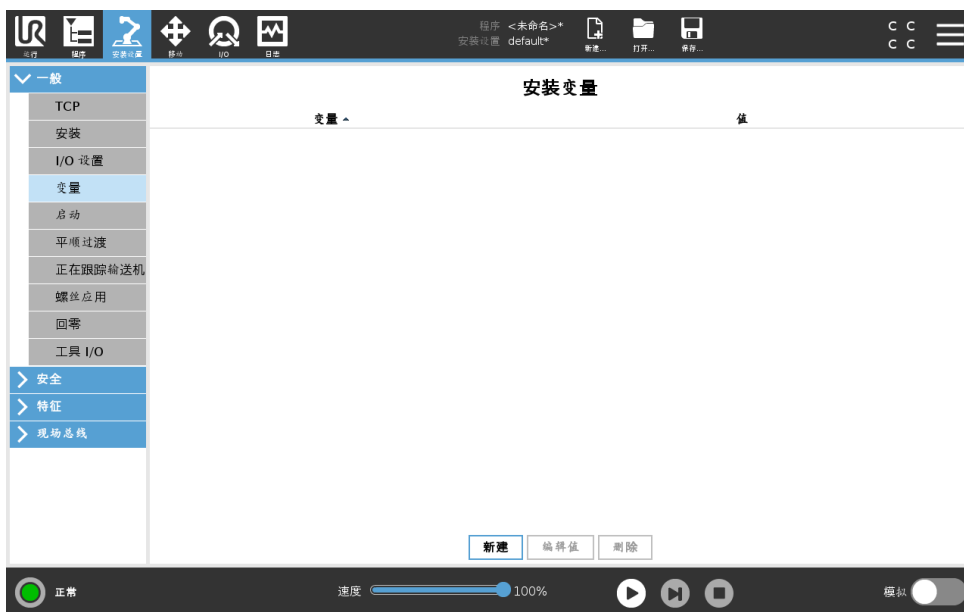 UR
程序 <未命名>*
安装设置 default*
运行 程序 安装设置 移动 I/O 日志 新建... 打开... 保存...
C C
C C
一般
TCP
安装
I/O 设置
变量
启动
平顺过渡
正在跟踪输送机
螺丝应用
回零
工具 I/O
安全
特征
现场总线
安装变量
变量 值
新建 编辑值 删除
正常 速度 100% 模拟